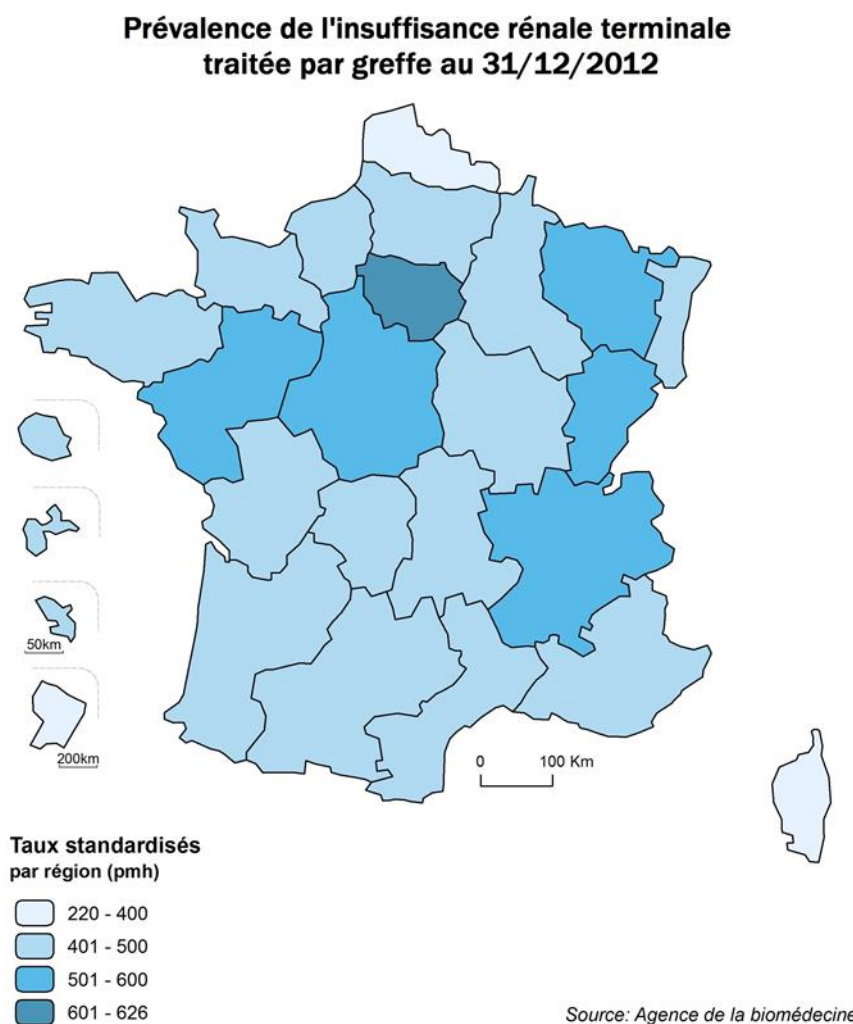 Prévalence de l'insuffisance rénale terminale
traitée par greffe au 31/12/2012
50km
200km
0 100 Km
Taux standardisés
par région (pmh)
220 - 400
401 - 500
501 - 600
601 - 626
Source: Agence de la biomédecine